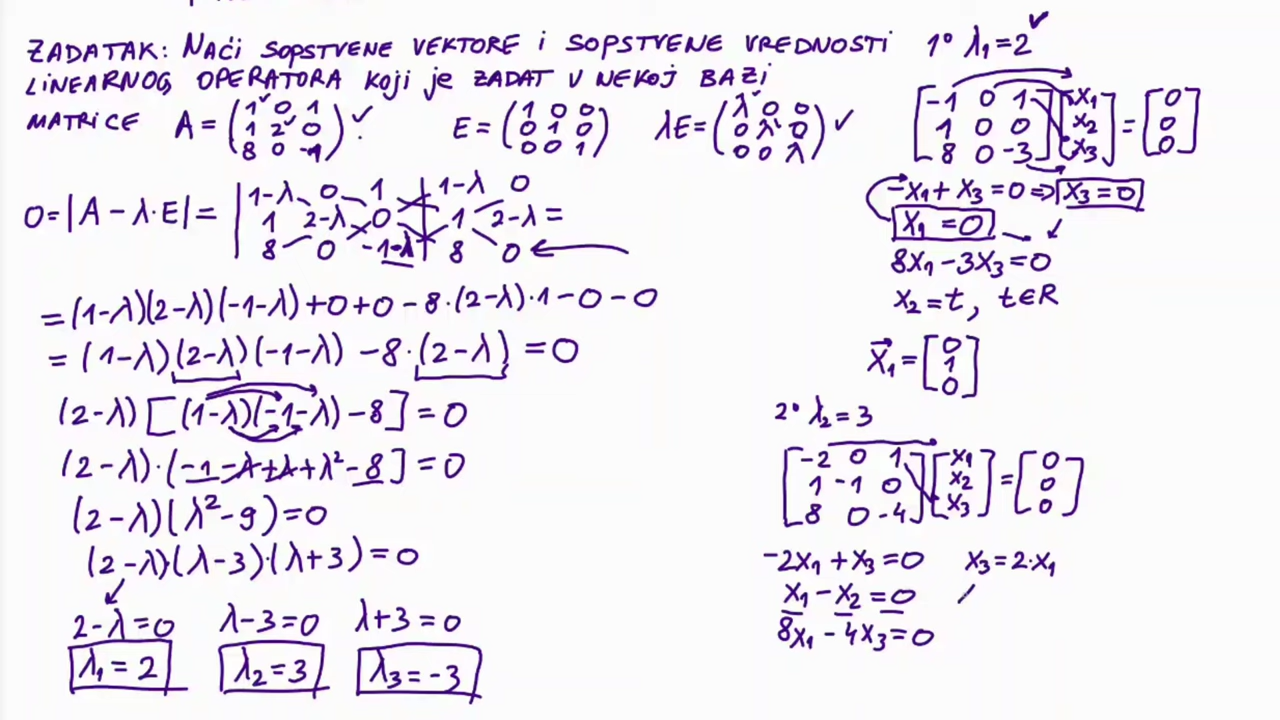 ZADATAK: NAĆI SOPSTVENE VEKTORE I SOPSTVENE VREDNOSTI
LINEARNOG OPERATORA KOJI JE ZADAT U NEKOJ BAZI
MATRICE A = (1 0 1
1 2 0
8 0 -1) E = (1 0 0
0 1 0
0 0 1) λE = (λ 0 0
0 λ 0
0 0 λ)
0 = |A - λ·E| = | 1-λ 0 1 | 1-λ 0
1 2-λ 0 | 1 2-λ =
8 0 -1-λ | 8 0
= (1-λ)(2-λ)(-1-λ) + 0 + 0 - 8·(2-λ)·1 - 0 - 0
= (1-λ)(2-λ)(-1-λ) - 8·(2-λ) = 0
(2-λ)[(1-λ)(-1-λ) - 8] = 0
(2-λ)·(-1 -λ +λ + λ² - 8] = 0
(2-λ)(λ² - 9) = 0
(2-λ)·(λ-3)·(λ+3) = 0
2-λ=0 λ-3=0 λ+3=0
λ₁ = 2 λ₂ = 3 λ₃ = -3
1° λ₁ = 2
[-1 0 1
1 0 0
8 0 -3] [x₁
x₂
x₃] = [0
0
0]
-x₁ + x₃ = 0 ⇒ x₃ = 0
x₁ = 0
8x₁ - 3x₃ = 0
x₂ = t, t∈R
X₁ = [0
1
0]
2° λ₂ = 3
[-2 0 1
1 -1 0
8 0 -4] [x₁
x₂
x₃] = [0
0
0]
-2x₁ + x₃ = 0 x₃ = 2·x₁
x₁ - x₂ = 0
8x₁ - 4x₃ = 0